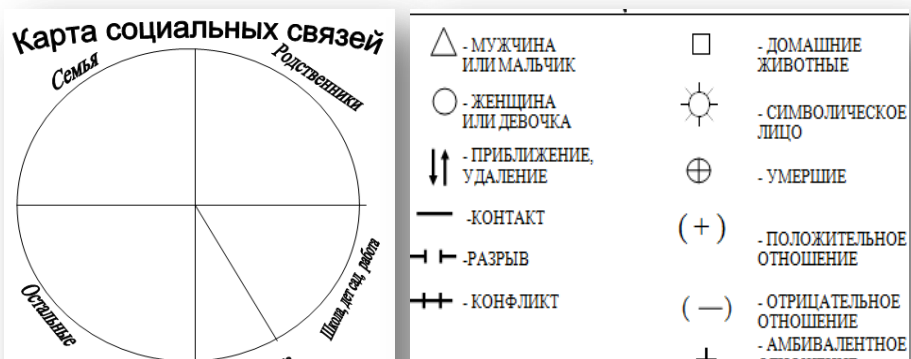 Карта социальных связей
Семья
Родственники
Остальные
Школа, дет сад, работа
- МУЖЧИНА
ИЛИ МАЛЬЧИК
- ЖЕНЩИНА
ИЛИ ДЕВОЧКА
- ПРИБЛИЖЕНИЕ,
УДАЛЕНИЕ
-КОНТАКТ
-РАЗРЫВ
- КОНФЛИКТ
- ДОМАШНИЕ
ЖИВОТНЫЕ
- СИМВОЛИЧЕСКОЕ
ЛИЦО
- УМЕРШИЕ
(+)
- ПОЛОЖИТЕЛЬНОЕ
ОТНОШЕНИЕ
(—)
- ОТРИЦАТЕЛЬНОЕ
ОТНОШЕНИЕ
- АМБИВАЛЕНТНОЕ